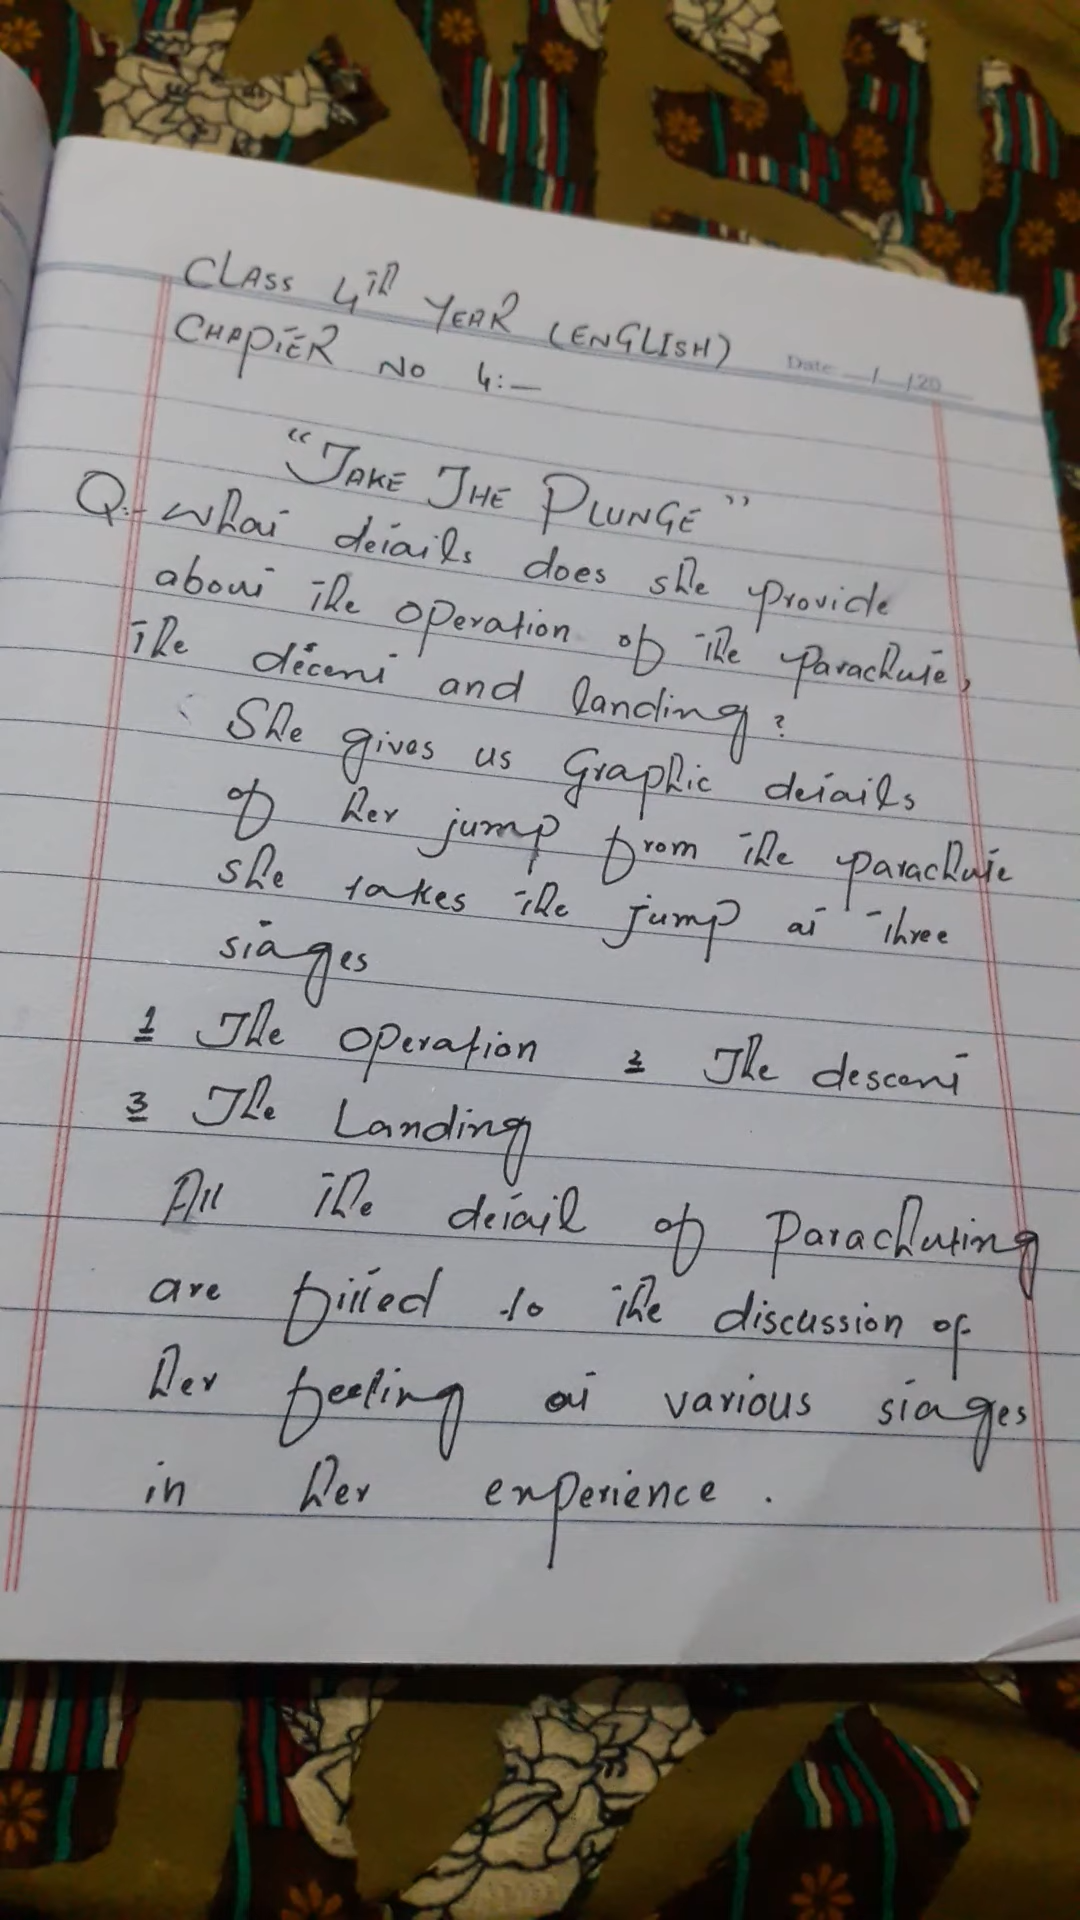 CLASS 4th YEAR (ENGLISH)
Date __/__/20__
CHAPTER NO 4:-
"TAKE THE PLUNGE"
Q:- What details does she provide
about the operation of the parachute,
the decent and landing?
She gives us Graphic details
of her jump from the parachute
she takes the jump at three
stages
1 The operation 2 The descent
3 The Landing
All the detail of Parachuting
are fitted to the discussion of
her feeling at various stages
in her experience.